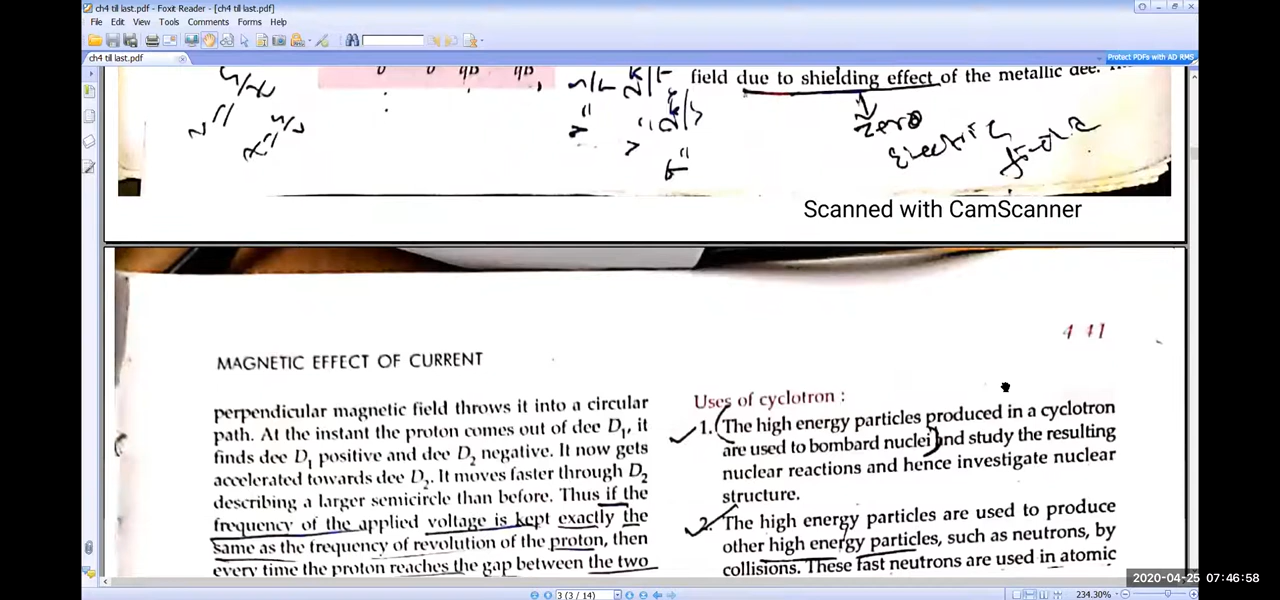 ch4 till last.pdf - Foxit Reader - [ch4 till last.pdf]
File Edit View Tools Comments Forms Help
ch4 till last.pdf
Protect PDFs with AD RMS
field due to shielding effect of the metallic dee.
zero
Electric
Scanned with CamScanner
4 41
MAGNETIC EFFECT OF CURRENT
perpendicular magnetic field throws it into a circular
path. At the instant the proton comes out of dee D1, it
finds dee D1 positive and dee D2 negative. It now gets
accelerated towards dee D2. It moves faster through D2
describing a larger semicircle than before. Thus if the
frequency of the applied voltage is kept exactly the
same as the frequency of revolution of the proton, then
every time the proton reaches the gap between the two
Uses of cyclotron :
1. (The high energy particles produced in a cyclotron
are used to bombard nuclei) and study the resulting
nuclear reactions and hence investigate nuclear
structure.
2. The high energy particles are used to produce
other high energy particles, such as neutrons, by
collisions. These fast neutrons are used in atomic
3 (3 / 14)
234.30%
2020-04-25 07:46:58